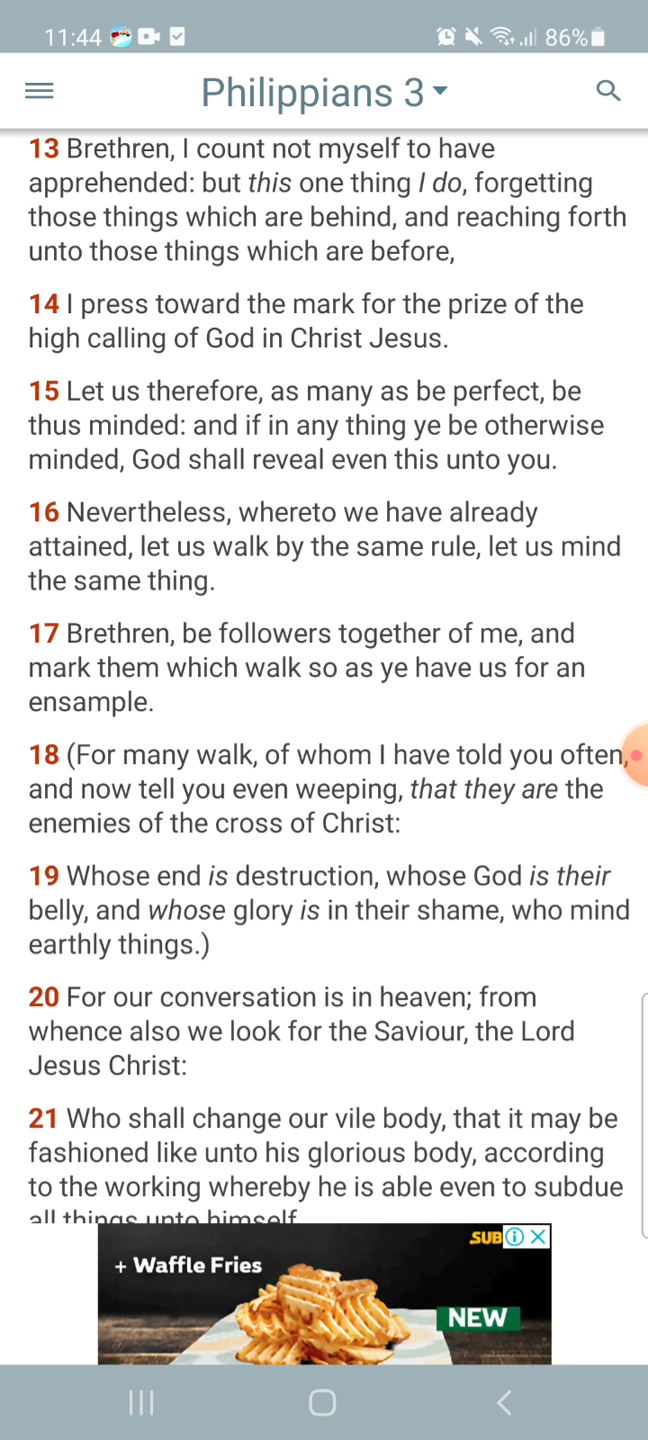 11:44 86%
Philippians 3
13 Brethren, I count not myself to have
apprehended: but this one thing I do, forgetting
those things which are behind, and reaching forth
unto those things which are before,
14 I press toward the mark for the prize of the
high calling of God in Christ Jesus.
15 Let us therefore, as many as be perfect, be
thus minded: and if in any thing ye be otherwise
minded, God shall reveal even this unto you.
16 Nevertheless, whereto we have already
attained, let us walk by the same rule, let us mind
the same thing.
17 Brethren, be followers together of me, and
mark them which walk so as ye have us for an
ensample.
18 (For many walk, of whom I have told you often,
and now tell you even weeping, that they are the
enemies of the cross of Christ:
19 Whose end is destruction, whose God is their
belly, and whose glory is in their shame, who mind
earthly things.)
20 For our conversation is in heaven; from
whence also we look for the Saviour, the Lord
Jesus Christ:
21 Who shall change our vile body, that it may be
fashioned like unto his glorious body, according
to the working whereby he is able even to subdue
all things unto himself
SUB
+ Waffle Fries
NEW